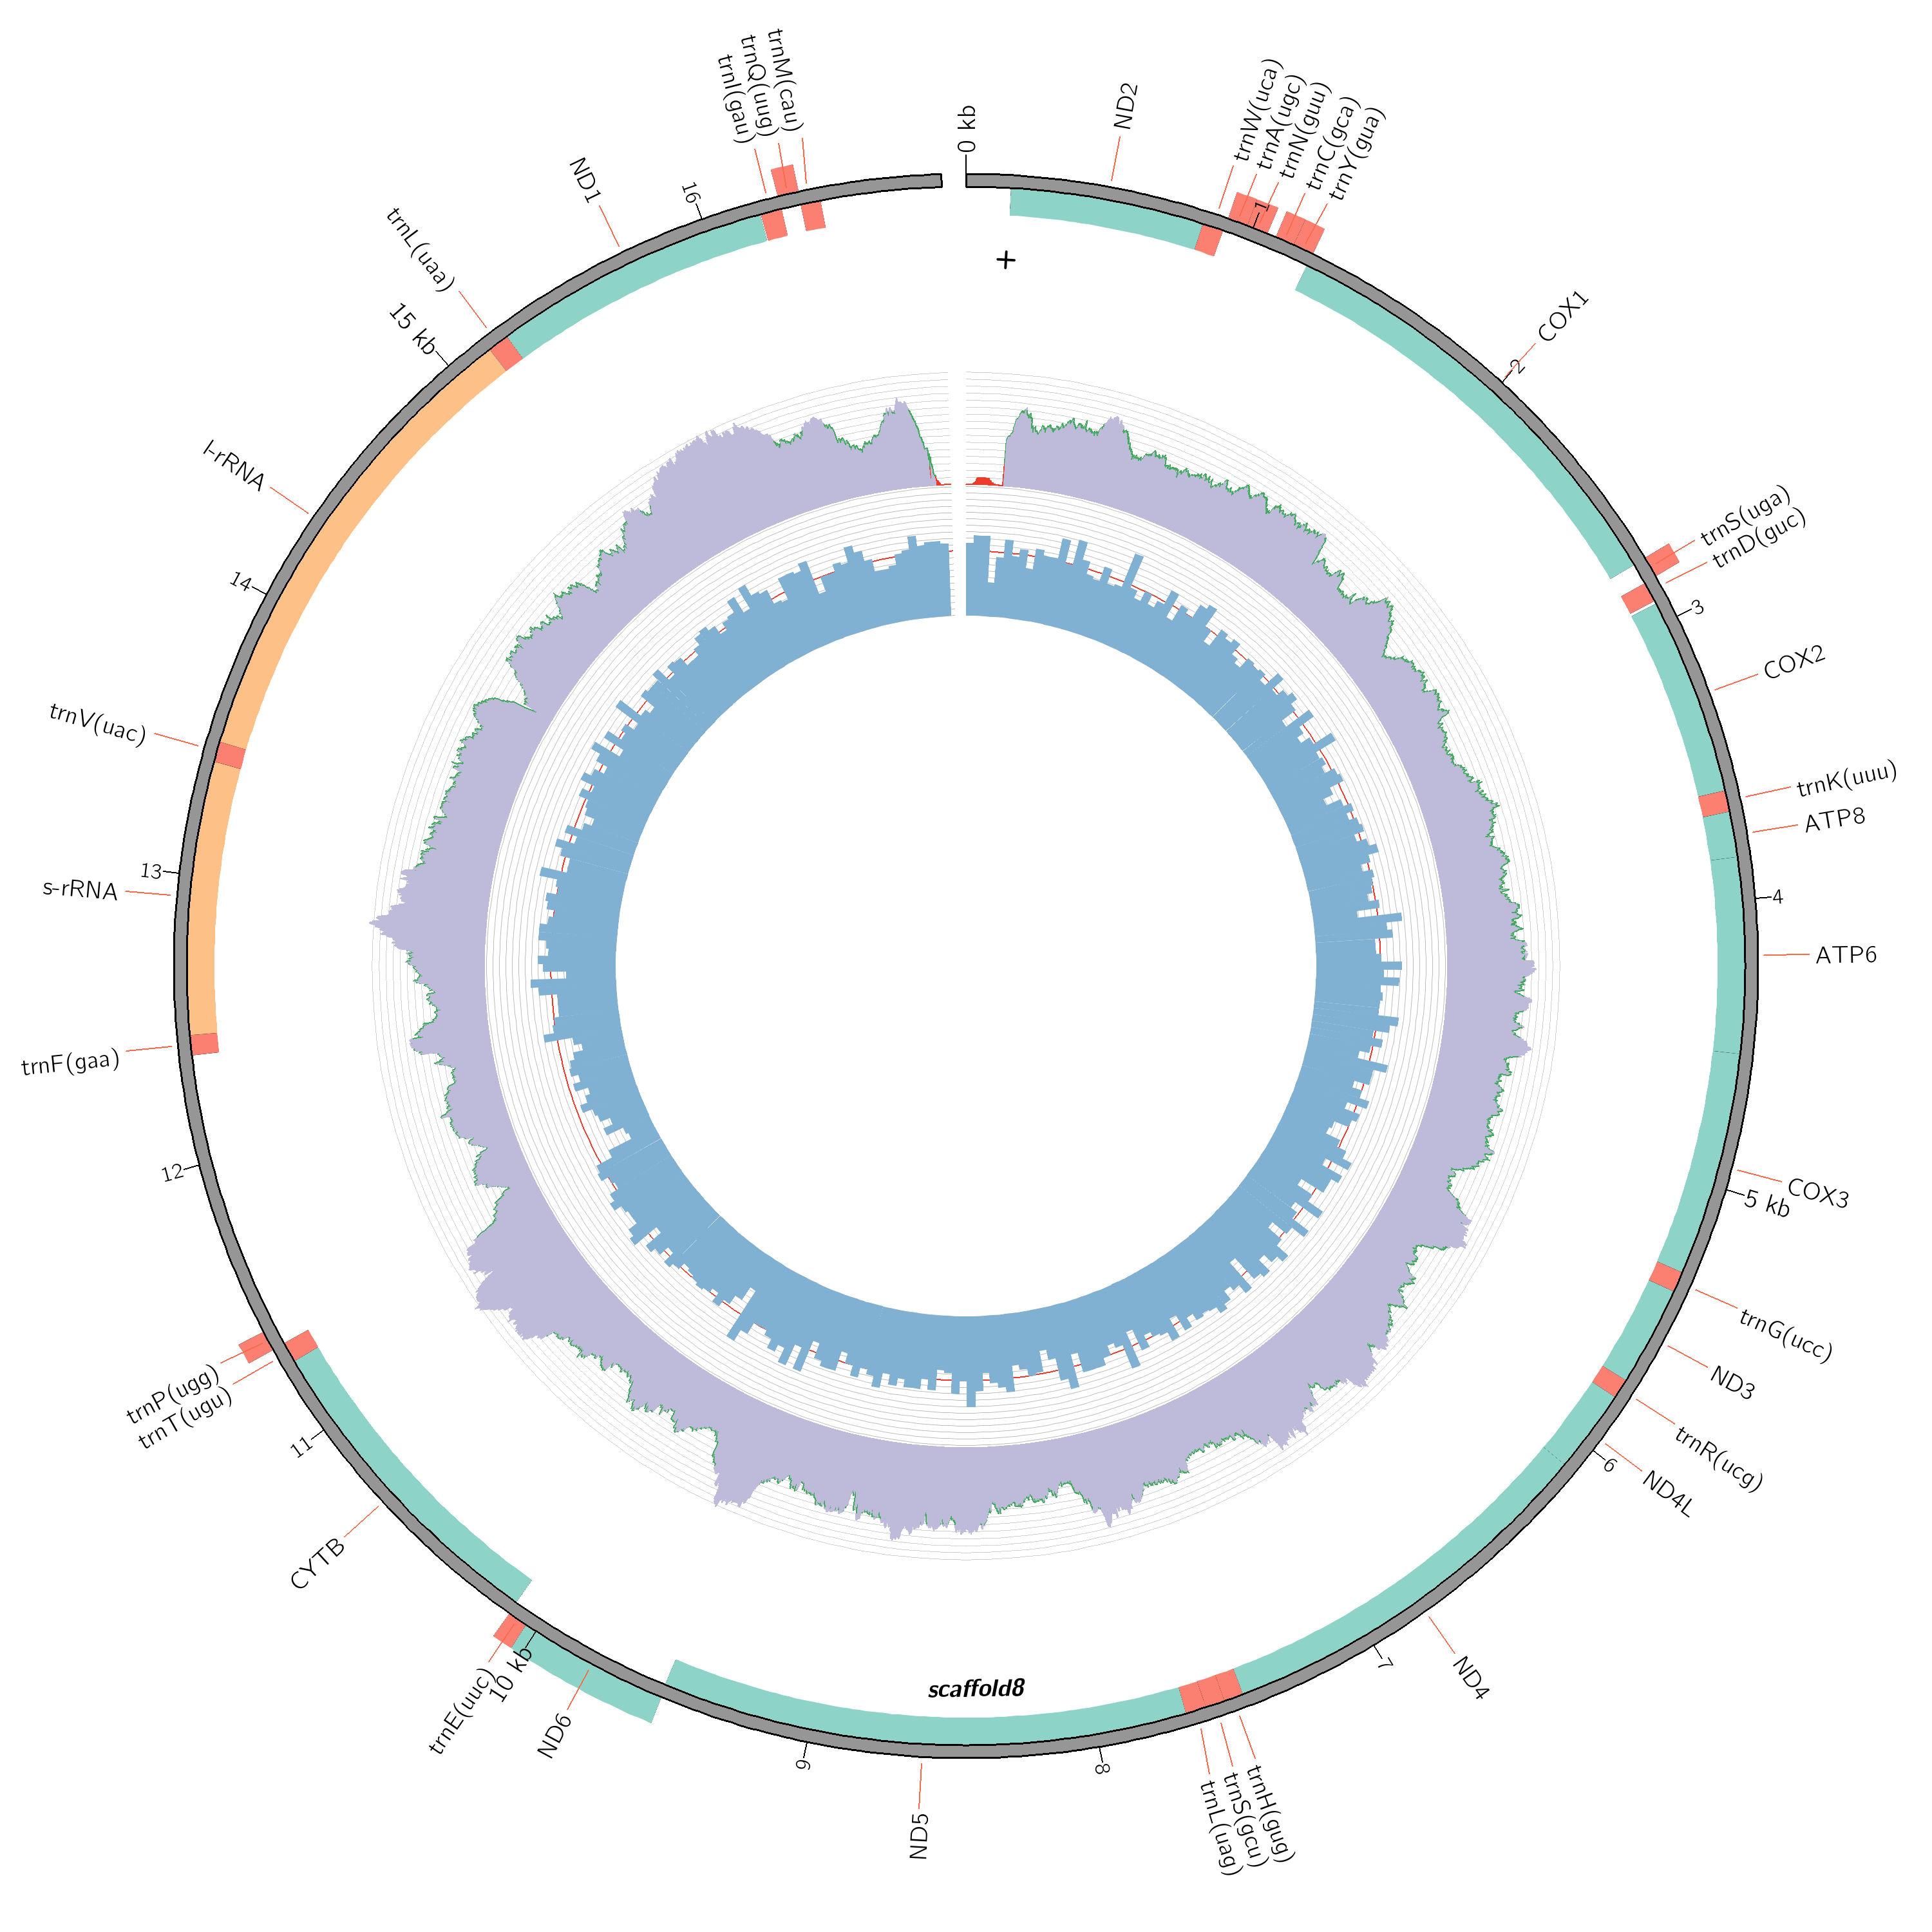 0 kb
ND2
trnW(uca)
trnA(ugc)
trnN(guu)
1
trnC(gca)
trnY(gua)
COX1
2
trnS(uga)
trnD(guc)
3
COX2
trnK(uuu)
ATP8
4
ATP6
COX3
5 kb
trnG(ucc)
ND3
trnR(ucg)
6
ND4L
ND4
7
trnH(gug)
trnS(gcu)
trnL(uag)
8
ND5
9
ND6
10 kb
trnE(uuc)
CYTB
11
trnT(ugu)
trnP(ugg)
12
trnF(gaa)
s-rRNA
13
trnV(uac)
14
l-rRNA
15 kb
trnL(uaa)
ND1
16
trnI(gau)
trnQ(uug)
trnM(cau)
+
scaffold8